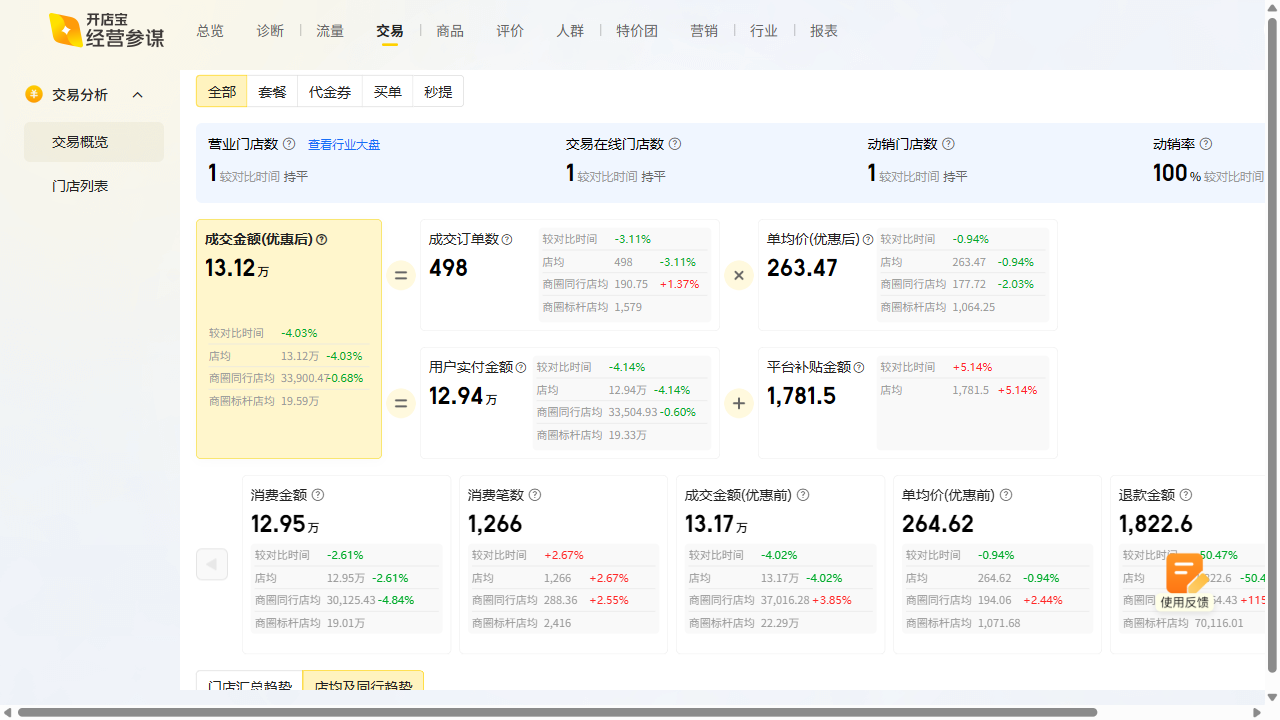 开店宝
经营参谋
总览 诊断 流量 交易 商品 评价 人群 特价团 营销 行业 报表
交易分析
交易概览
门店列表
全部 套餐 代金券 买单 秒提
营业门店数 查看行业大盘 交易在线门店数 动销门店数 动销率
1 较对比时间 持平 1 较对比时间 持平 1 较对比时间 持平 100 % 较对比时间
成交金额(优惠后)
13.12 万
较对比时间 -4.03%
店均 13.12万 -4.03%
商圈同行店均 33,900.47 -0.68%
商圈标杆店均 19.59万
=
成交订单数
498
较对比时间 -3.11%
店均 498 -3.11%
商圈同行店均 190.75 +1.37%
商圈标杆店均 1,579
×
单均价(优惠后)
263.47
较对比时间 -0.94%
店均 263.47 -0.94%
商圈同行店均 177.72 -2.03%
商圈标杆店均 1,064.25
=
用户实付金额
12.94 万
较对比时间 -4.14%
店均 12.94万 -4.14%
商圈同行店均 33,504.93 -0.60%
商圈标杆店均 19.33万
+
平台补贴金额
1,781.5
较对比时间 +5.14%
店均 1,781.5 +5.14%
消费金额
12.95 万
较对比时间 -2.61%
店均 12.95万 -2.61%
商圈同行店均 30,125.43 -4.84%
商圈标杆店均 19.01万
消费笔数
1,266
较对比时间 +2.67%
店均 1,266 +2.67%
商圈同行店均 288.36 +2.55%
商圈标杆店均 2,416
成交金额(优惠前)
13.17 万
较对比时间 -4.02%
店均 13.17万 -4.02%
商圈同行店均 37,016.28 +3.85%
商圈标杆店均 22.29万
单均价(优惠前)
264.62
较对比时间 -0.94%
店均 264.62 -0.94%
商圈同行店均 194.06 +2.44%
商圈标杆店均 1,071.68
退款金额
1,822.6
较对比时间 -50.47%
店均 -50.4
商圈同 +115
商圈标杆店均 70,116.01
使用反馈
门店汇总趋势 店均及同行趋势